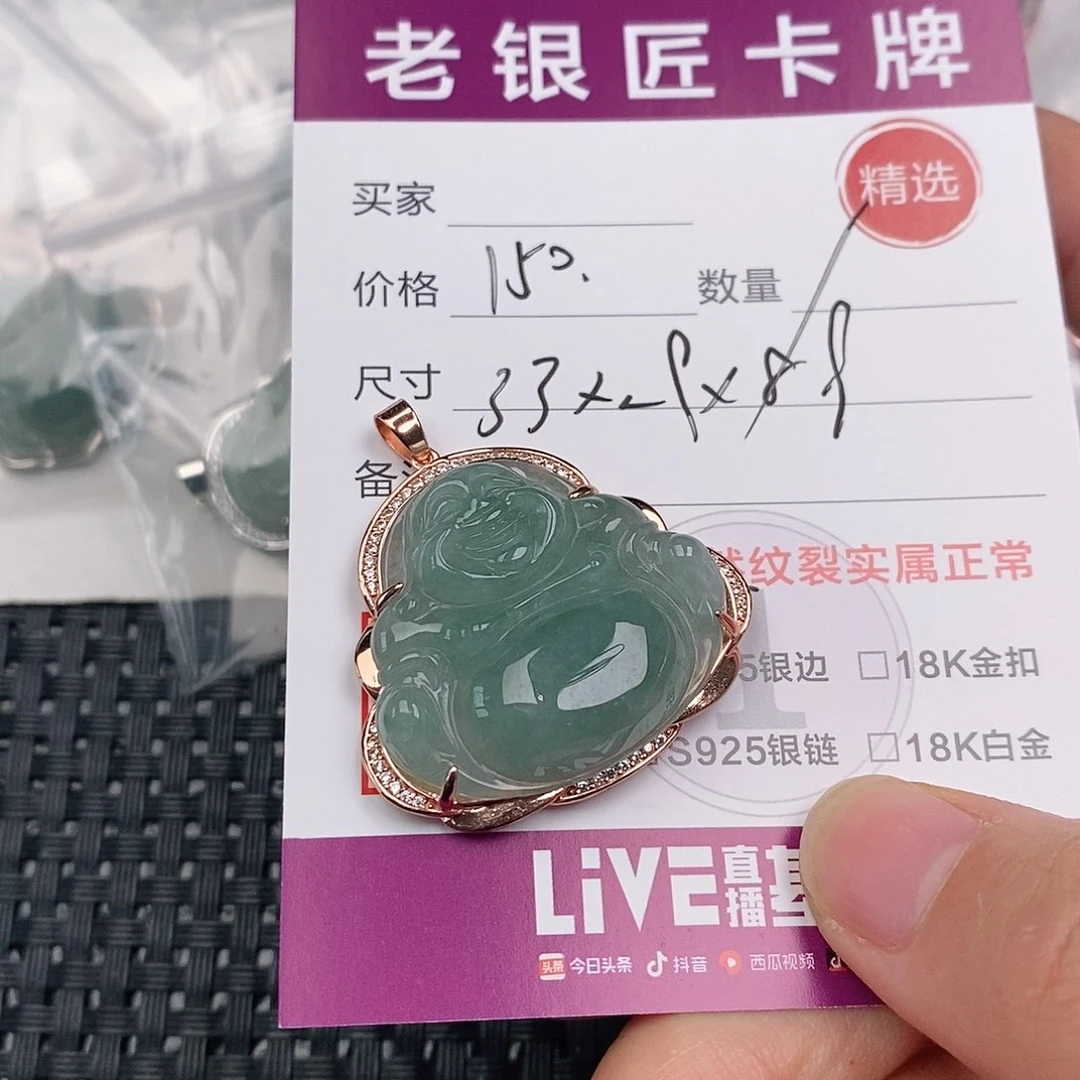 老银匠卡牌
精选
买家
价格 150. 数量
尺寸 33x
备
纹裂实属正常
5银边 □18K金扣
S925银链 □18K白金
LiVE直播基
头条 今日头条 抖音 西瓜视频